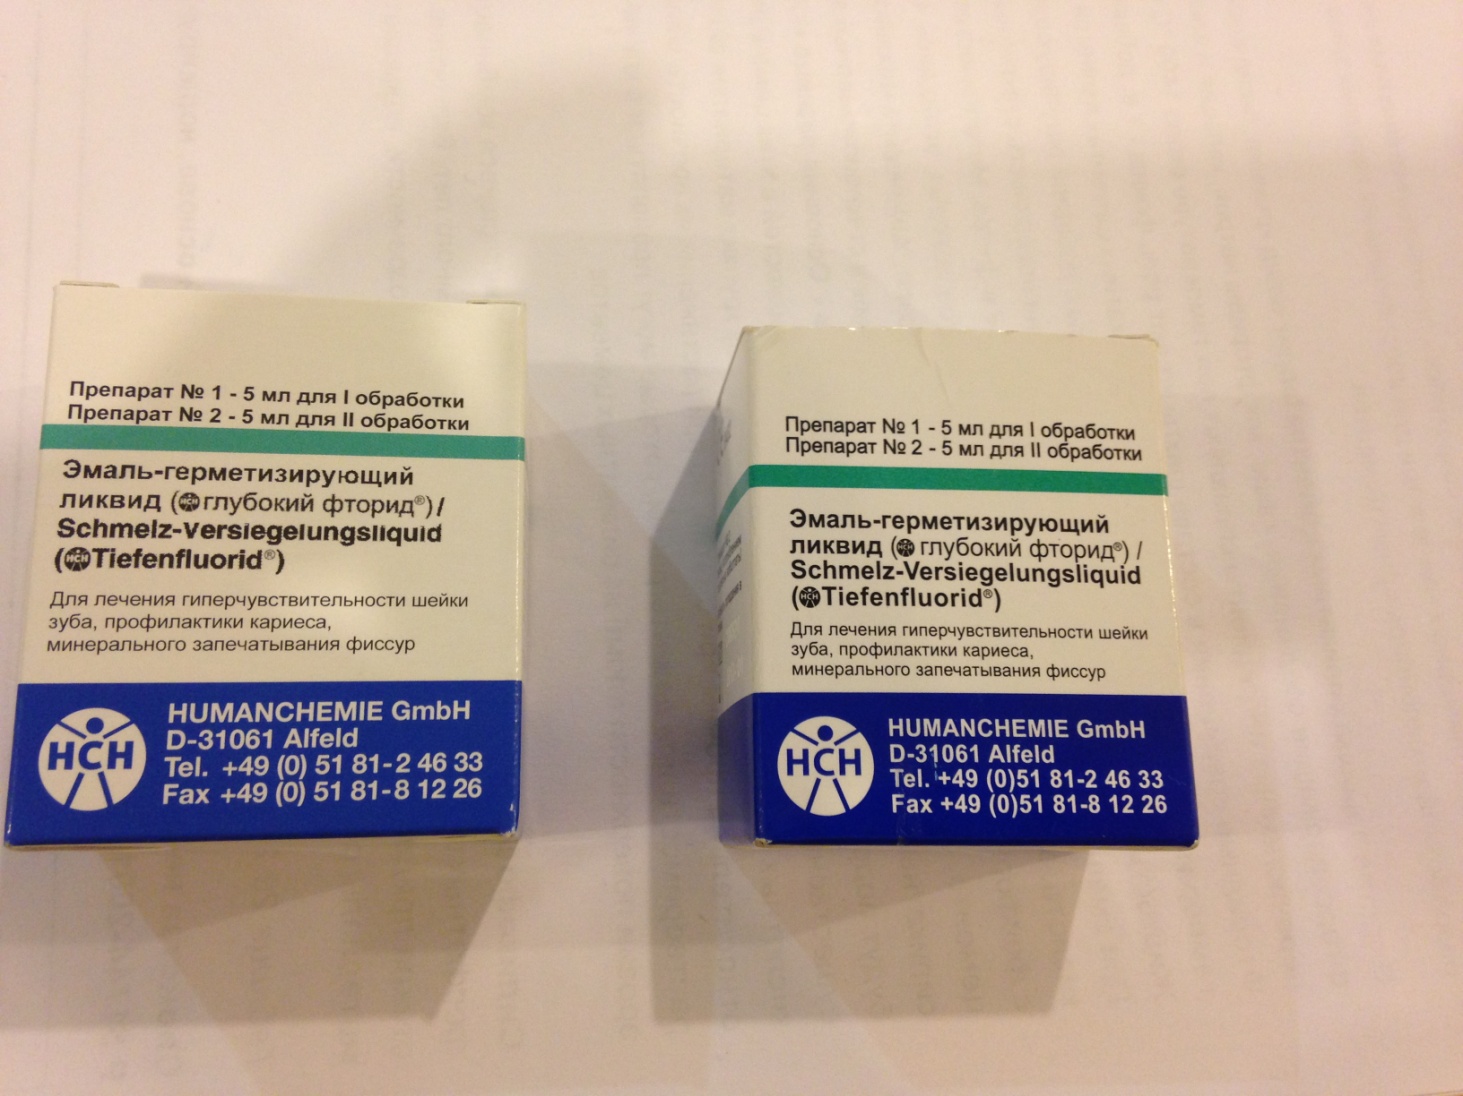 Препарат № 1 - 5 мл для I обработки
Препарат № 2 - 5 мл для II обработки
Эмаль-герметизирующий
ликвид (HCH глубокий фторид®)/
Schmelz-Versiegelungsliquid
(HCH Tiefenfluorid®)
Для лечения гиперчувствительности шейки
зуба, профилактики кариеса,
минерального запечатывания фиссур
HCH
HUMANCHEMIE GmbH
D-31061 Alfeld
Tel. +49 (0) 51 81-2 46 33
Fax +49 (0) 51 81-8 12 26
Препарат № 1 - 5 мл для I обработки
Препарат № 2 - 5 мл для II обработки
Эмаль-герметизирующий
ликвид (HCH глубокий фторид®) /
Schmelz-Versiegelungsliquid
(HCH Tiefenfluorid®)
Для лечения гиперчувствительности шейки
зуба, профилактики кариеса,
минерального запечатывания фиссур
HCH
HUMANCHEMIE GmbH
D-31061 Alfeld
Tel. +49 (0)51 81-2 46 33
Fax +49 (0)51 81-8 12 26